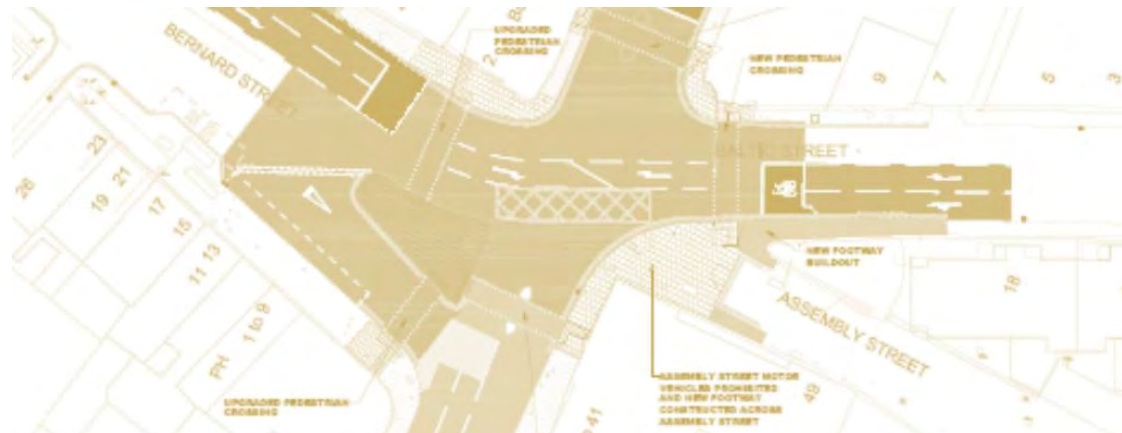 UPGRADED
PEDESTRIAN
CROSSING
BERNARD STREET
2
NEW PEDESTRIAN
CROSSING
9
7
5
3
BALTIC STREET
23
21
19
17
15
13
11
26
1 to 9
PH
NEW FOOTWAY
BUILDOUT
18
ASSEMBLY STREET
49
41
UPGRADED PEDESTRIAN
CROSSING
ASSEMBLY STREET MOTOR
VEHICLES PROHIBITED
AND NEW FOOTWAY
CONSTRUCTED ACROSS
ASSEMBLY STREET